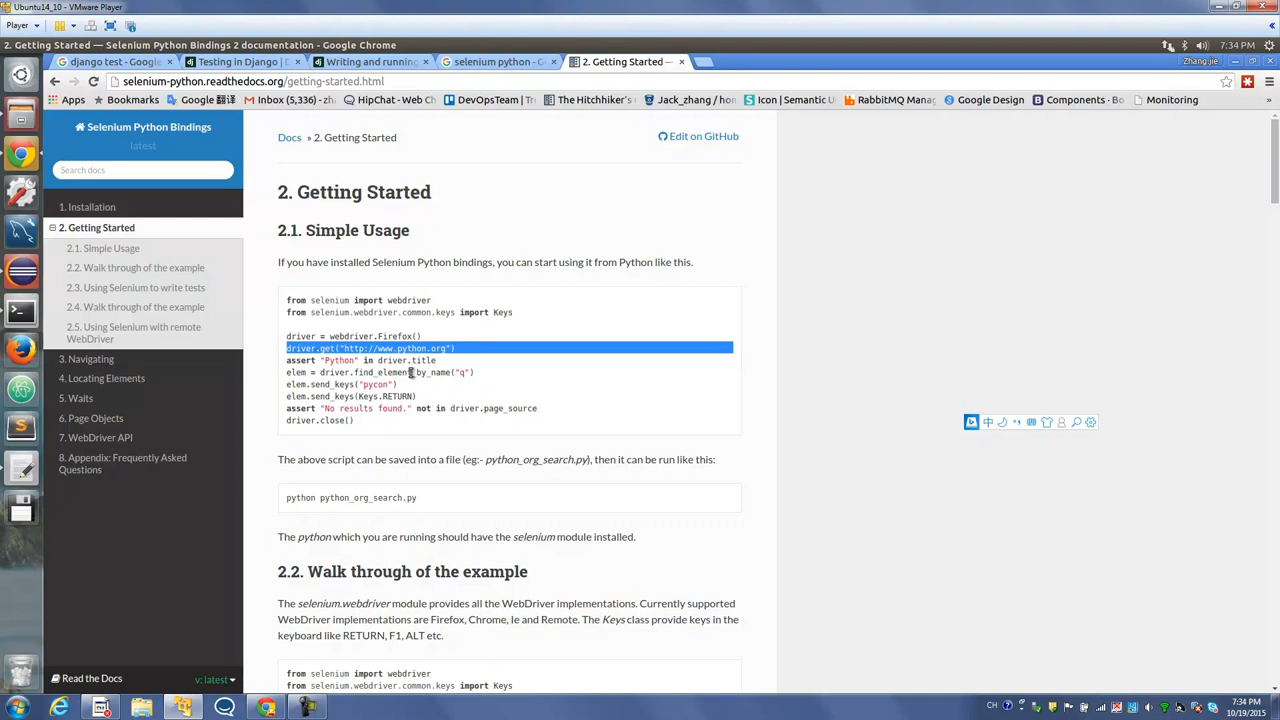 Ubuntu14_10 - VMware Player
Player
2. Getting Started — Selenium Python Bindings 2 documentation - Google Chrome
7:34 PM
django test - Google
Testing in Django | D
Writing and running
selenium python - Go
2. Getting Started —
Zhangjie
selenium-python.readthedocs.org/getting-started.html
Apps
Bookmarks
Google 翻译
Inbox (5,336) - zh
HipChat - Web C
DevOpsTeam | Tr
The Hitchhiker's
Jack_zhang / ho
Icon | Semantic U
RabbitMQ Mana
Google Design
Components · Bo
Monitoring
Selenium Python Bindings
latest
Search docs
1. Installation
2. Getting Started
2.1. Simple Usage
2.2. Walk through of the example
2.3. Using Selenium to write tests
2.4. Walk through of the example
2.5. Using Selenium with remote
WebDriver
3. Navigating
4. Locating Elements
5. Waits
6. Page Objects
7. WebDriver API
8. Appendix: Frequently Asked
Questions
Read the Docs
v: latest
Docs » 2. Getting Started
Edit on GitHub
2. Getting Started
2.1. Simple Usage
If you have installed Selenium Python bindings, you can start using it from Python like this.
from selenium import webdriver
from selenium.webdriver.common.keys import Keys
driver = webdriver.Firefox()
driver.get("http://www.python.org")
assert "Python" in driver.title
elem = driver.find_element_by_name("q")
elem.send_keys("pycon")
elem.send_keys(Keys.RETURN)
assert "No results found." not in driver.page_source
driver.close()
The above script can be saved into a file (eg:- python_org_search.py), then it can be run like this:
python python_org_search.py
The python which you are running should have the selenium module installed.
2.2. Walk through of the example
The selenium.webdriver module provides all the WebDriver implementations. Currently supported
WebDriver implementations are Firefox, Chrome, Ie and Remote. The Keys class provide keys in the
keyboard like RETURN, F1, ALT etc.
from selenium import webdriver
from selenium.webdriver.common.keys import Keys
中
CH
7:34 PM
10/19/2015